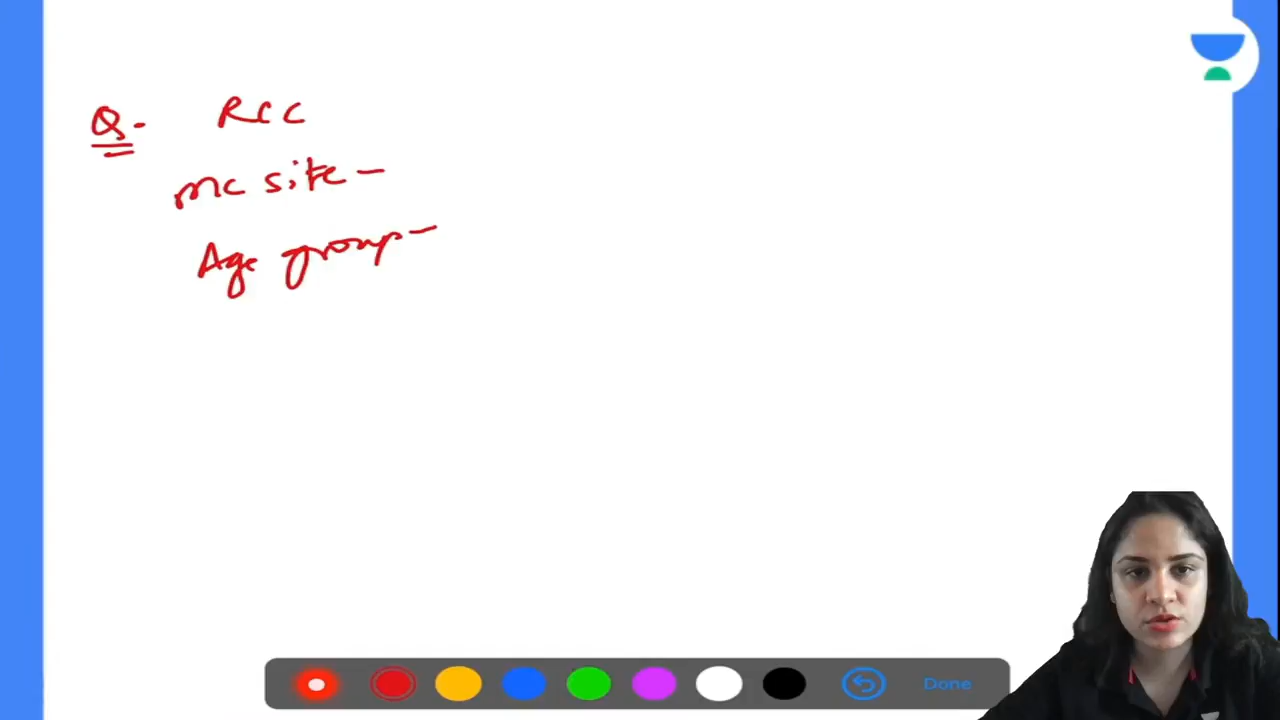 Q- RCC
MC site -
Age group -
Done